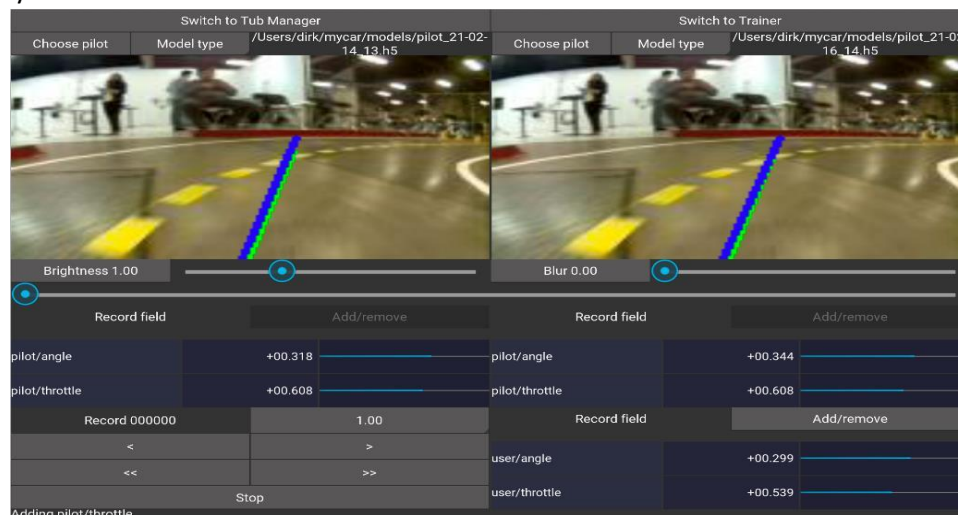 Switch to Tub Manager
Switch to Trainer
Choose pilot
Model type
/Users/dirk/mycar/models/pilot_21-02-
14_13.h5
Choose pilot
Model type
/Users/dirk/mycar/models/pilot_21-02
16_14.h5
Brightness 1.00
Blur 0.00
Record field
Add/remove
Record field
Add/remove
pilot/angle
+00.318
pilot/angle
+00.344
pilot/throttle
+00.608
pilot/throttle
+00.608
Record 000000
1.00
Record field
Add/remove
<
>
user/angle
+00.299
<<
>>
user/throttle
+00.539
Stop
Adding pilot/throttle